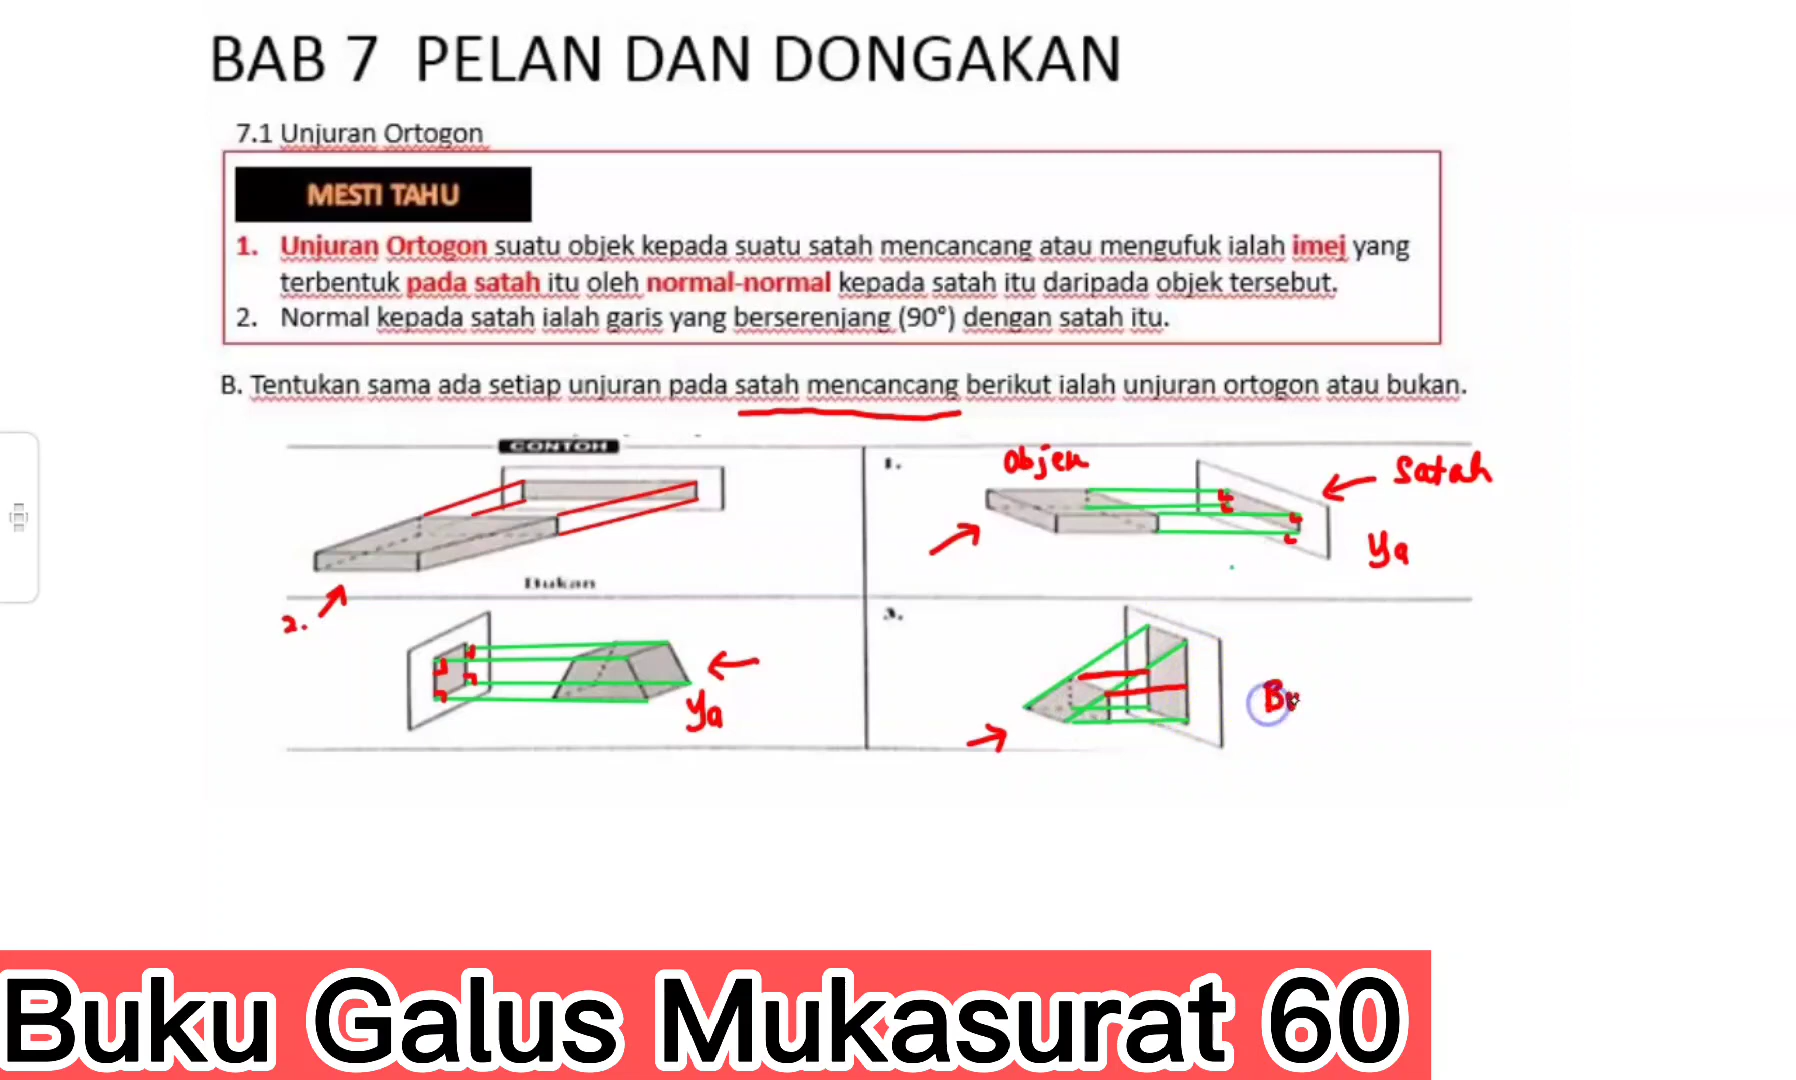 BAB 7 PELAN DAN DONGAKAN
7.1 Unjuran Ortogon
MESTI TAHU
1. Unjuran Ortogon suatu objek kepada suatu satah mencancang atau mengufuk ialah imej yang
terbentuk pada satah itu oleh normal-normal kepada satah itu daripada objek tersebut.
2. Normal kepada satah ialah garis yang berserenjang (90°) dengan satah itu.
B. Tentukan sama ada setiap unjuran pada satah mencancang berikut ialah unjuran ortogon atau bukan.
CONTOH
Bukan
1.
Objek
Satah
Ya
2.
Ya
3.
Bu
Buku Galus Mukasurat 60